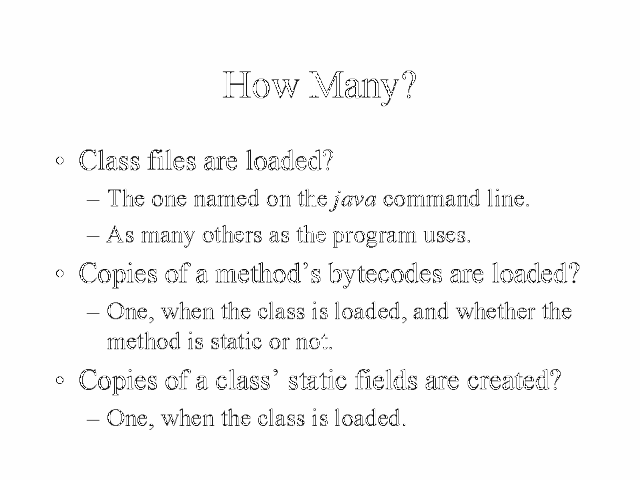 How Many?
• Class files are loaded?
– The one named on the java command line.
– As many others as the program uses.
• Copies of a method’s bytecodes are loaded?
– One, when the class is loaded, and whether the
method is static or not.
• Copies of a class’ static fields are created?
– One, when the class is loaded.